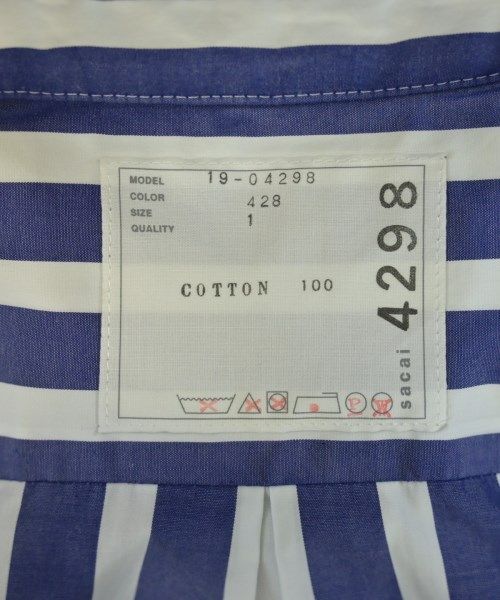 MODEL 19-04298
COLOR 428
SIZE 1
QUALITY
COTTON 100
P W
sacai 4298